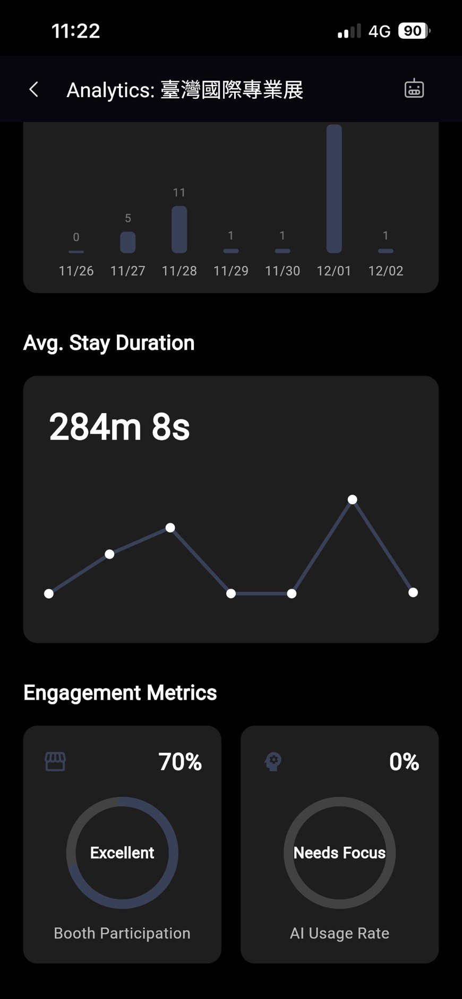 11:22
4G 90
Analytics: 臺灣國際專業展
0
5
11
1
1
1
11/26 11/27 11/28 11/29 11/30 12/01 12/02
Avg. Stay Duration
284m 8s
Engagement Metrics
70%
Excellent
Booth Participation
0%
Needs Focus
AI Usage Rate